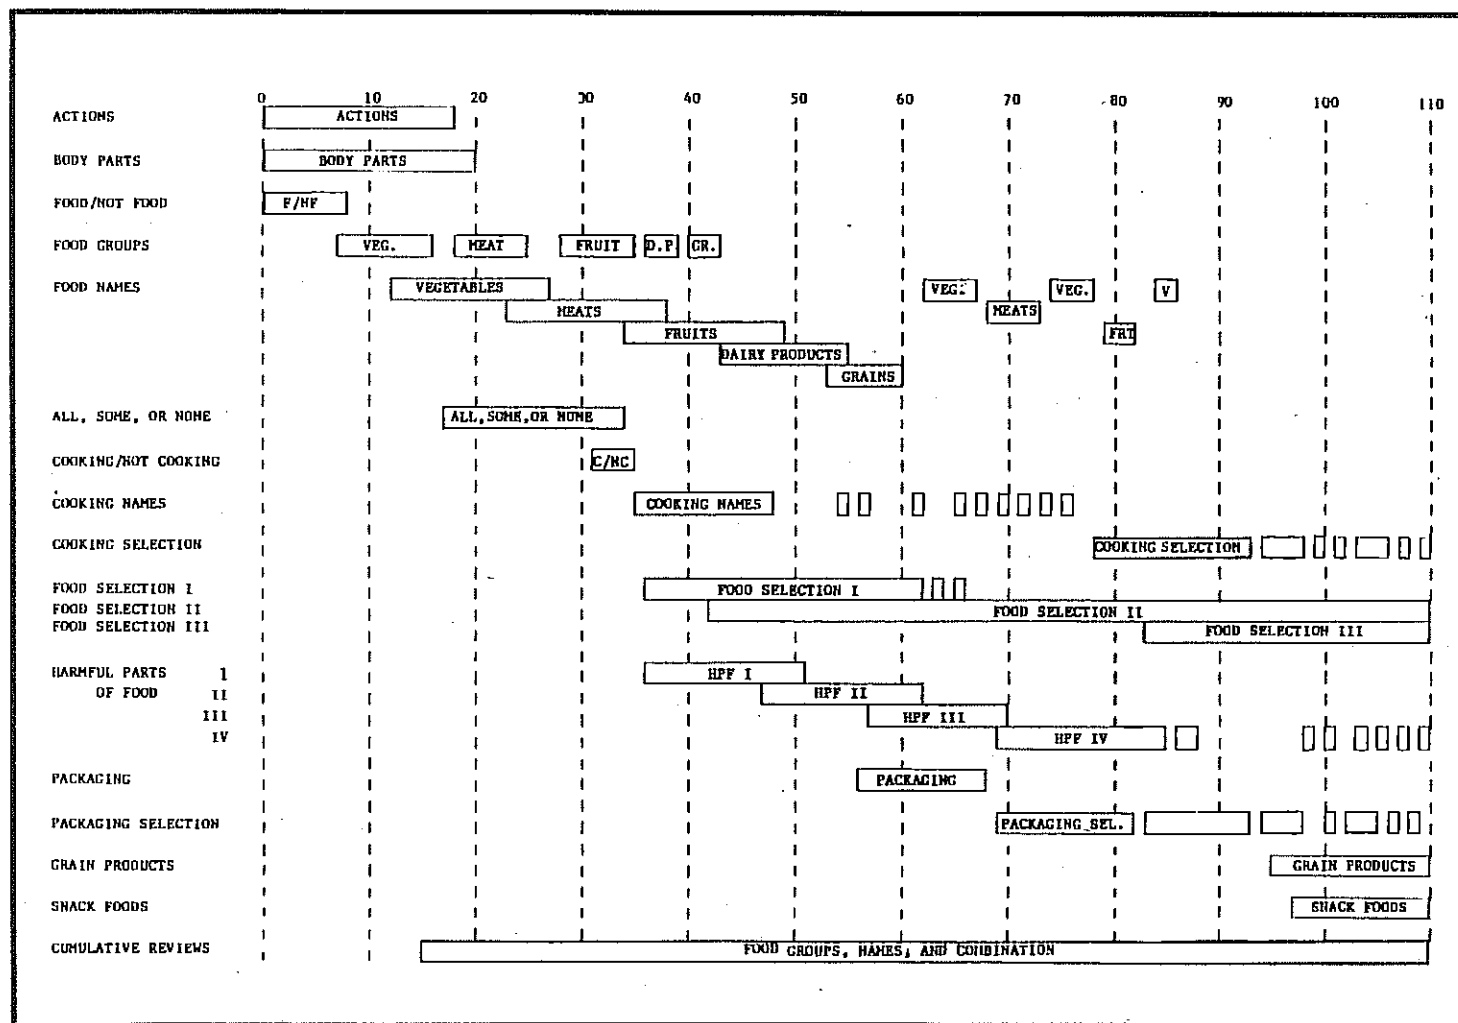 0 10 20 30 40 50 60 70 80 90 100 110
ACTIONS ACTIONS
BODY PARTS BODY PARTS
FOOD/NOT FOOD F/NF
FOOD GROUPS VEG. MEAT FRUIT D.P GR.
FOOD NAMES VEGETABLES VEG. VEG. V
MEATS MEATS
FRUITS FRT
DAIRY PRODUCTS
GRAINS
ALL, SOME, OR NONE ALL,SOME,OR NONE
COOKING/NOT COOKING C/NC
COOKING NAMES COOKING NAMES
COOKING SELECTION COOKING SELECTION
FOOD SELECTION I FOOD SELECTION I
FOOD SELECTION II FOOD SELECTION II
FOOD SELECTION III FOOD SELECTION III
HARMFUL PARTS I HPF I
OF FOOD II HPF II
III HPF III
IV HPF IV
PACKAGING PACKAGING
PACKAGING SELECTION PACKAGING SEL.
GRAIN PRODUCTS GRAIN PRODUCTS
SNACK FOODS SNACK FOODS
CUMULATIVE REVIEWS FOOD GROUPS, NAMES, AND COMBINATION